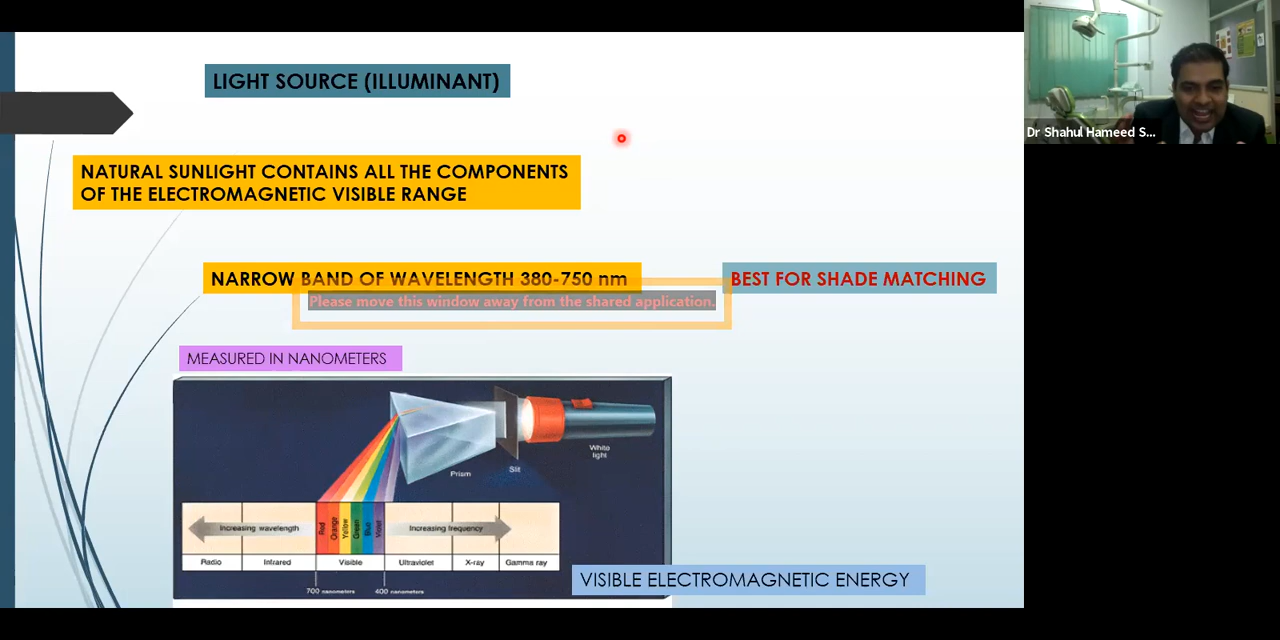 LIGHT SOURCE (ILLUMINANT)
NATURAL SUNLIGHT CONTAINS ALL THE COMPONENTS
OF THE ELECTROMAGNETIC VISIBLE RANGE
NARROW BAND OF WAVELENGTH 380-750 nm
BEST FOR SHADE MATCHING
Please move this window away from the shared application.
MEASURED IN NANOMETERS
White
light
Slit
Prism
Increasing wavelength
Red
Orange
Yellow
Green
Blue
Violet
Increasing frequency
Radio
Infrared
Visible
Ultraviolet
X-ray
Gamma ray
700 nanometers
400 nanometers
VISIBLE ELECTROMAGNETIC ENERGY
Dr Shahul Hameed S...